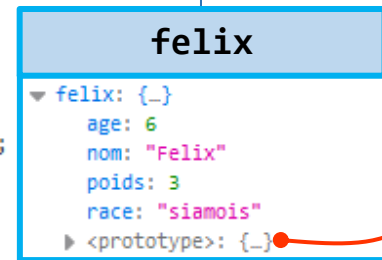 felix
felix: {…}
age: 6
nom: "Felix"
poids: 3
race: "siamois"
<prototype>: {…}
;